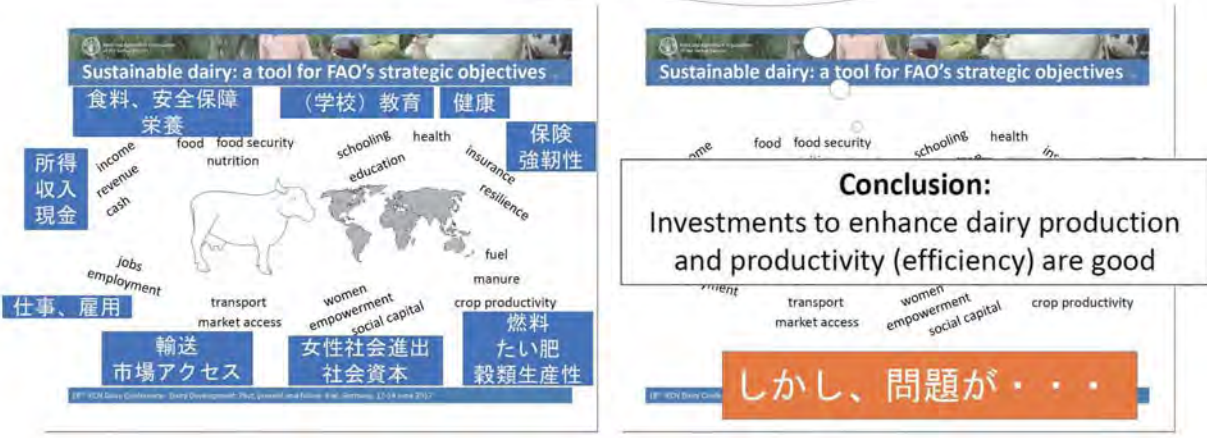 Sustainable dairy: a tool for FAO's strategic objectives
食料、安全保障
栄養
（学校）教育
健康
保険
強靭性
所得
収入
現金
income
revenue
cash
food food security
nutrition
schooling
education
health
insurance
resilience
jobs
employment
fuel
manure
crop productivity
transport
market access
women
empowerment
social capital
仕事、雇用
輸送
市場アクセス
女性社会進出
社会資本
燃料
たい肥
穀類生産性
Sustainable dairy: a tool for FAO's strategic objectives
food food security
schooling
health
Conclusion:
Investments to enhance dairy production
and productivity (efficiency) are good
transport
market access
women
empowerment
social capital
crop productivity
しかし、問題が・・・